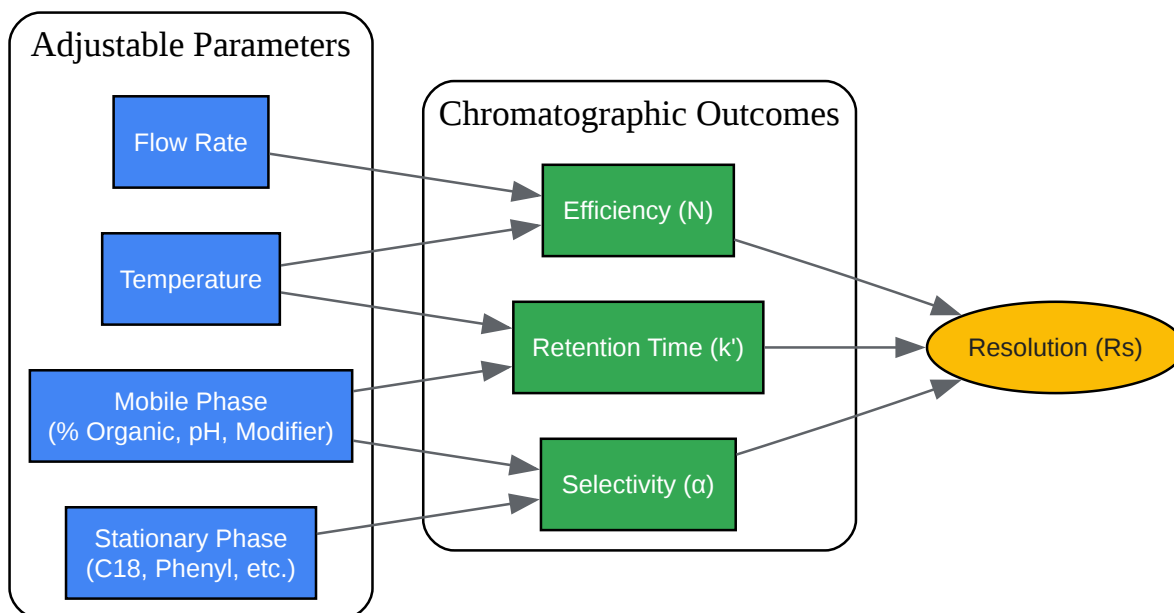 Adjustable Parameters
Flow Rate
Temperature
Mobile Phase
(% Organic, pH, Modifier)
Stationary Phase
(C18, Phenyl, etc.)
Chromatographic Outcomes
Efficiency (N)
Retention Time (k')
Selectivity (α)
Resolution (Rs)